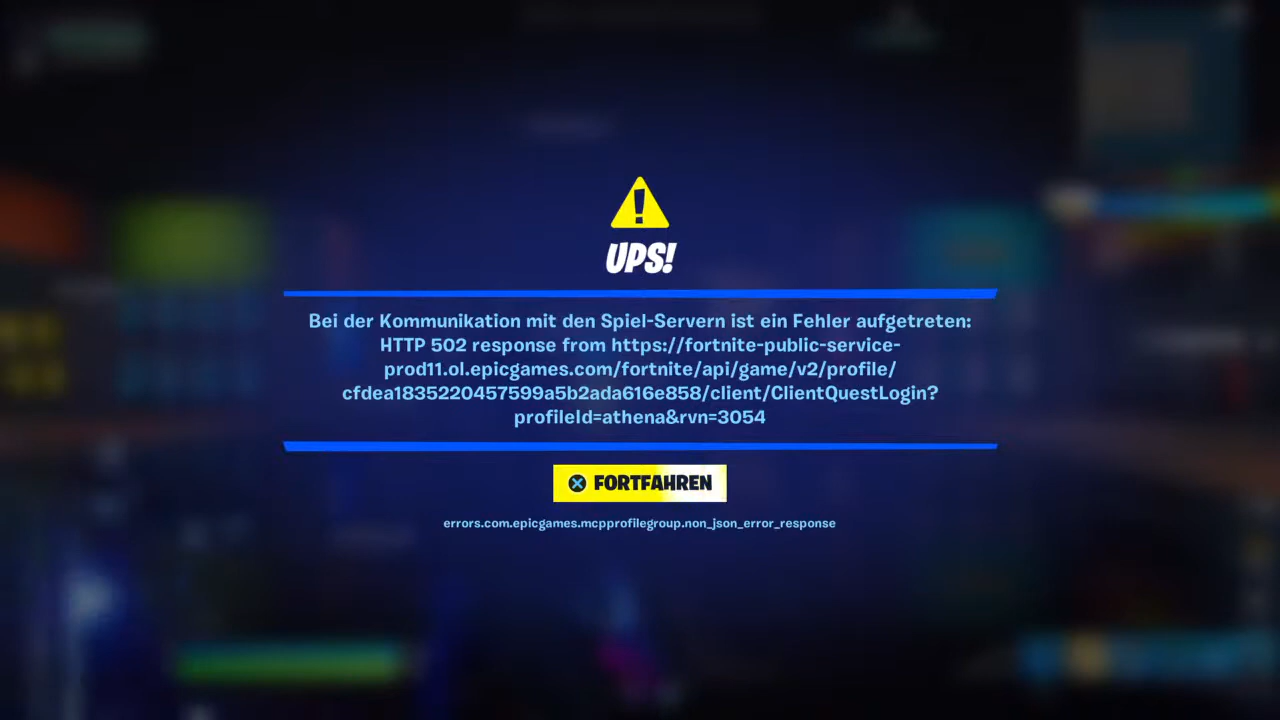 UPS!
Bei der Kommunikation mit den Spiel-Servern ist ein Fehler aufgetreten:
HTTP 502 response from https://fortnite-public-service-
prod11.ol.epicgames.com/fortnite/api/game/v2/profile/
cfdea1835220457599a5b2ada616e858/client/ClientQuestLogin?
profileId=athena&rvn=3054
FORTFAHREN
errors.com.epicgames.mcpprofilegroup.non_json_error_response